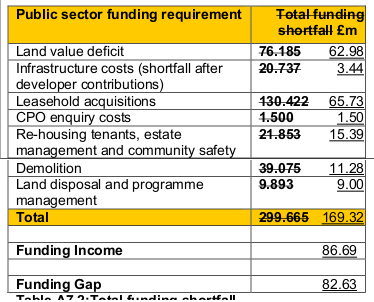 Public sector funding requirement Total funding
shortfall £m
Land value deficit 76.185 62.98
Infrastructure costs (shortfall after 20.737 3.44
developer contributions)
Leasehold acquisitions 130.422 65.73
CPO enquiry costs 1.500 1.50
Re-housing tenants, estate 21.853 15.39
management and community safety
Demolition 39.075 11.28
Land disposal and programme 9.893 9.00
management
Total 299.665 169.32
Funding Income 86.69
Funding Gap 82.63
Table A7.2:Total funding shortfall